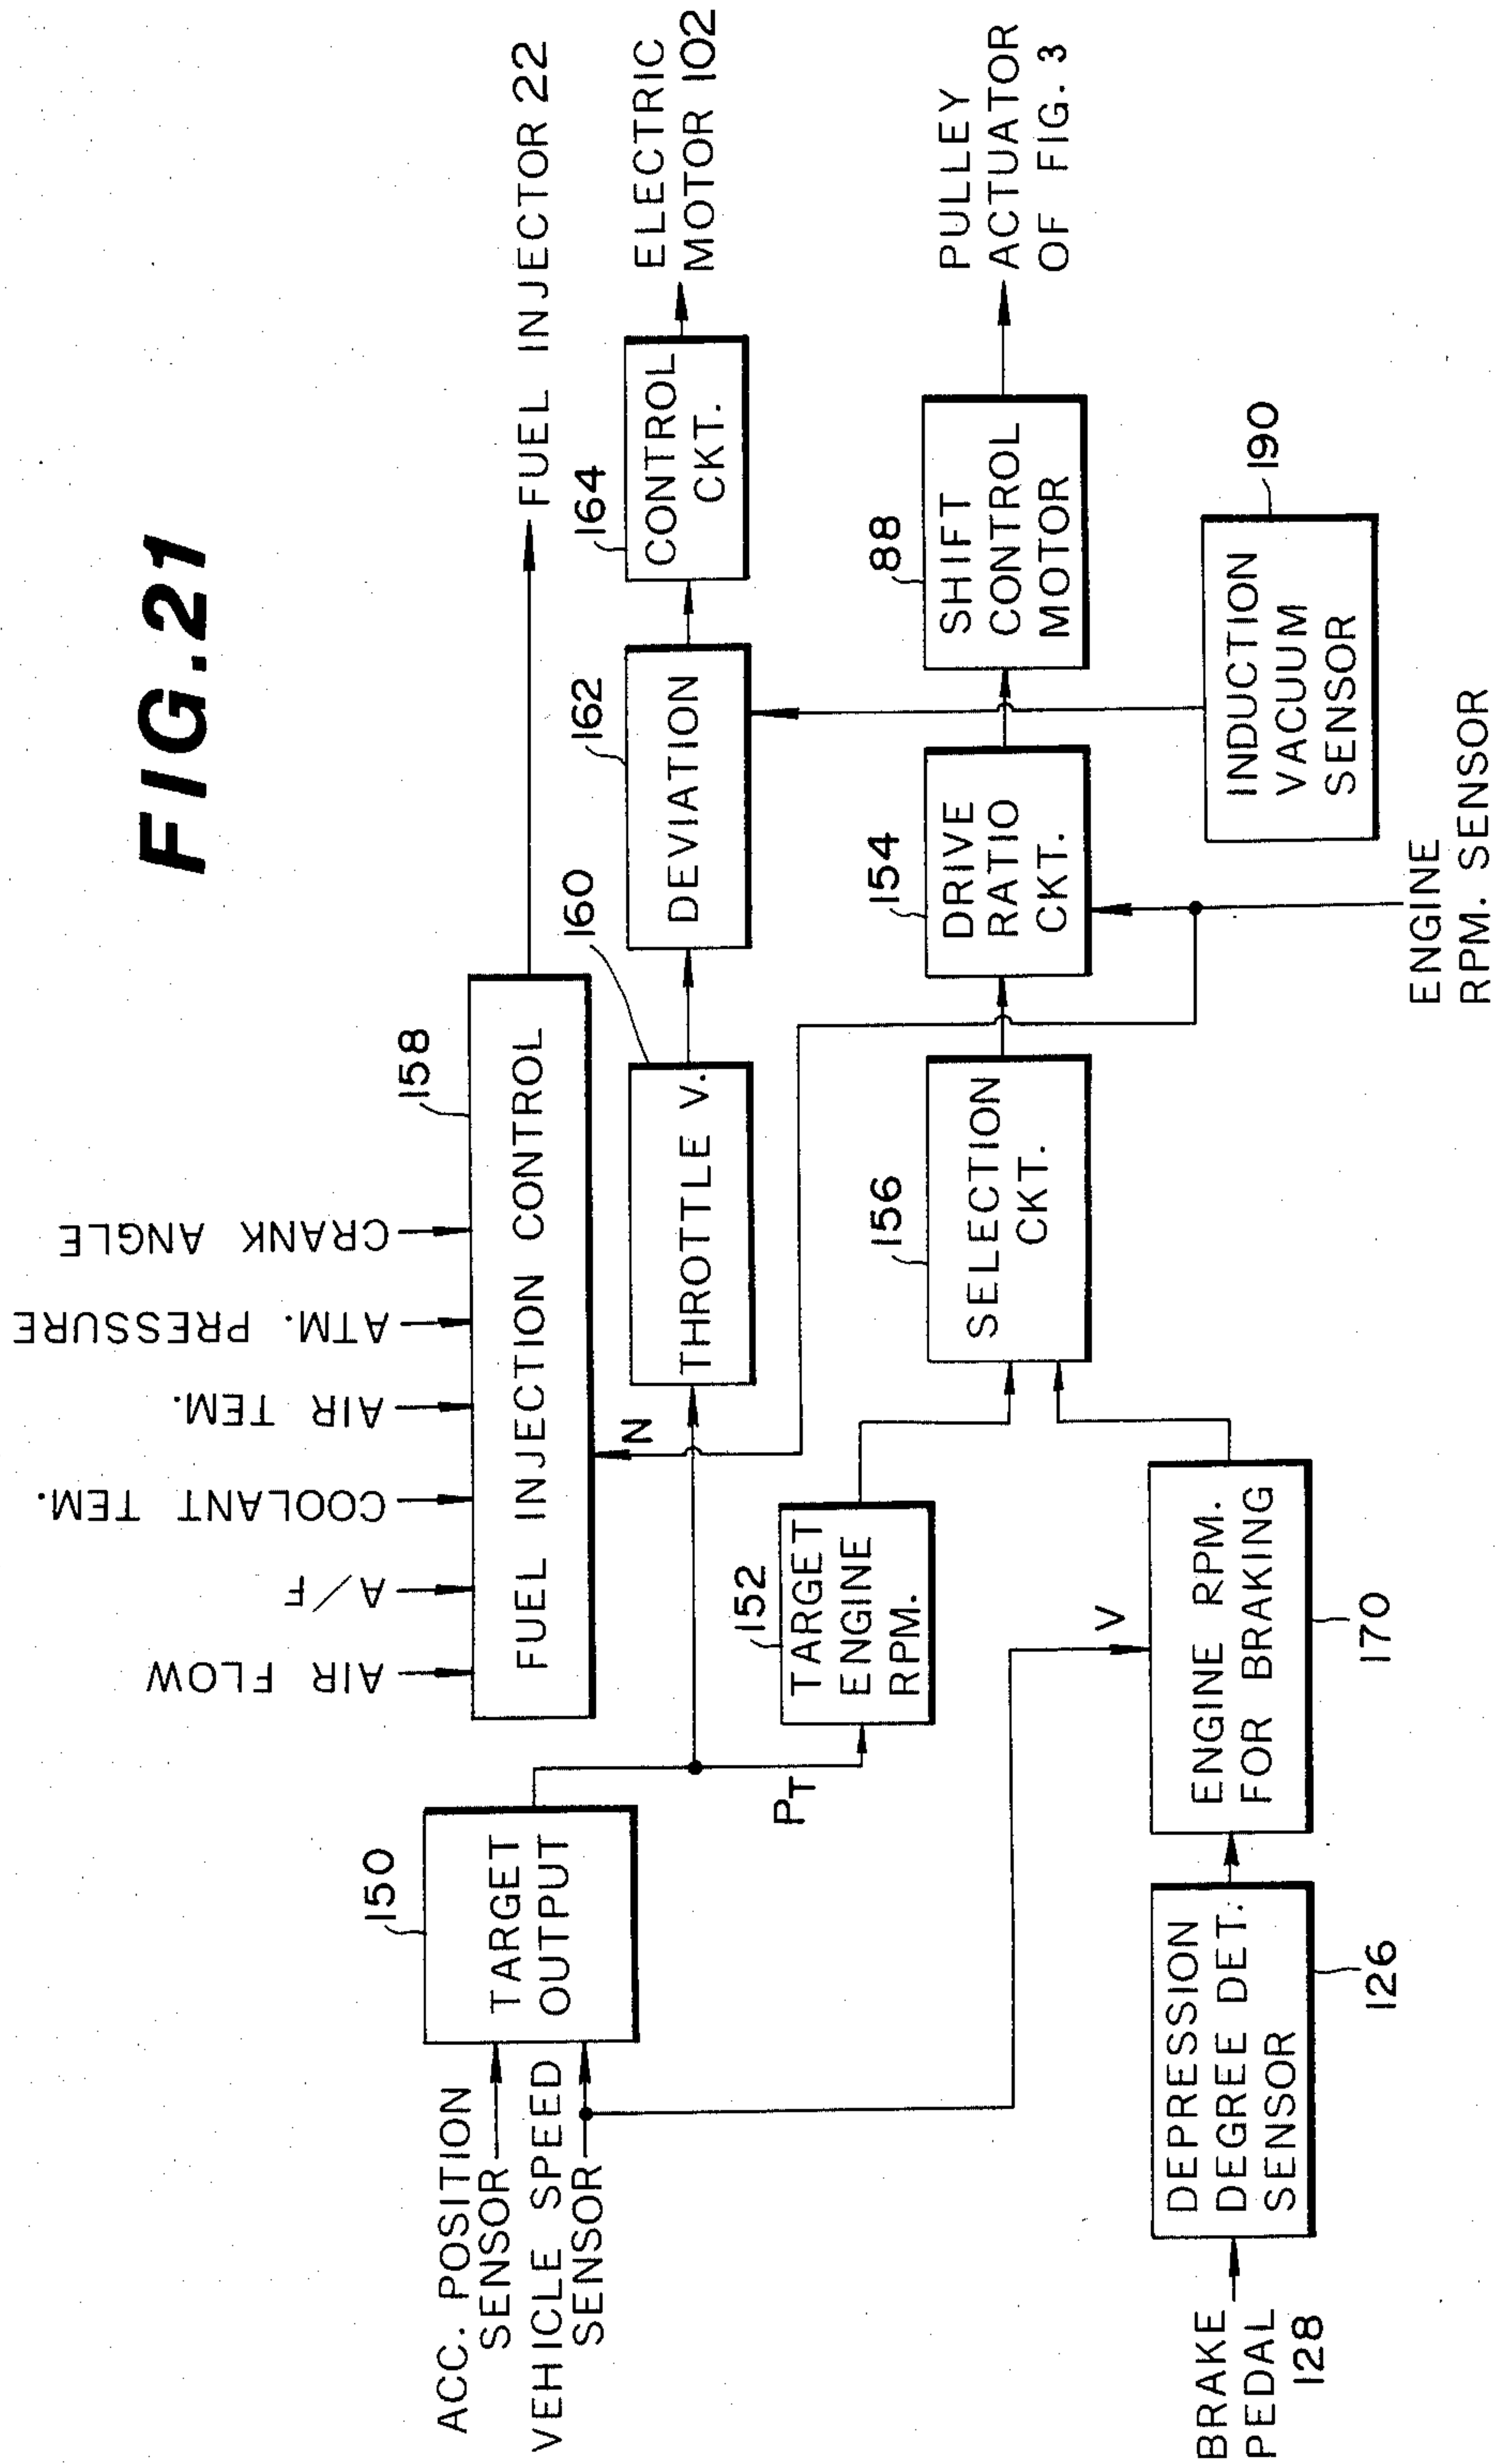 FIG.21
CRANK ANGLE
ATM. PRESSURE
AIR TEM.
COOLANT TEM.
A/F
AIR FLOW
158
FUEL INJECTION CONTROL
FUEL INJECTOR 22
N
ACC. POSITION
SENSOR
VEHICLE SPEED
SENSOR
150
TARGET
OUTPUT
PT
160
THROTTLE V.
162
DEVIATION
164
CONTROL
CKT.
ELECTRIC
MOTOR 102
152
TARGET
ENGINE
RPM.
156
SELECTION
CKT.
154
DRIVE
RATIO
CKT.
88
SHIFT
CONTROL
MOTOR
PULLEY
ACTUATOR
OF FIG. 3
BRAKE
PEDAL
128
DEPRESSION
DEGREE DET.
SENSOR
126
V
ENGINE RPM.
FOR BRAKING
170
INDUCTION
VACUUM
SENSOR
190
ENGINE
RPM. SENSOR